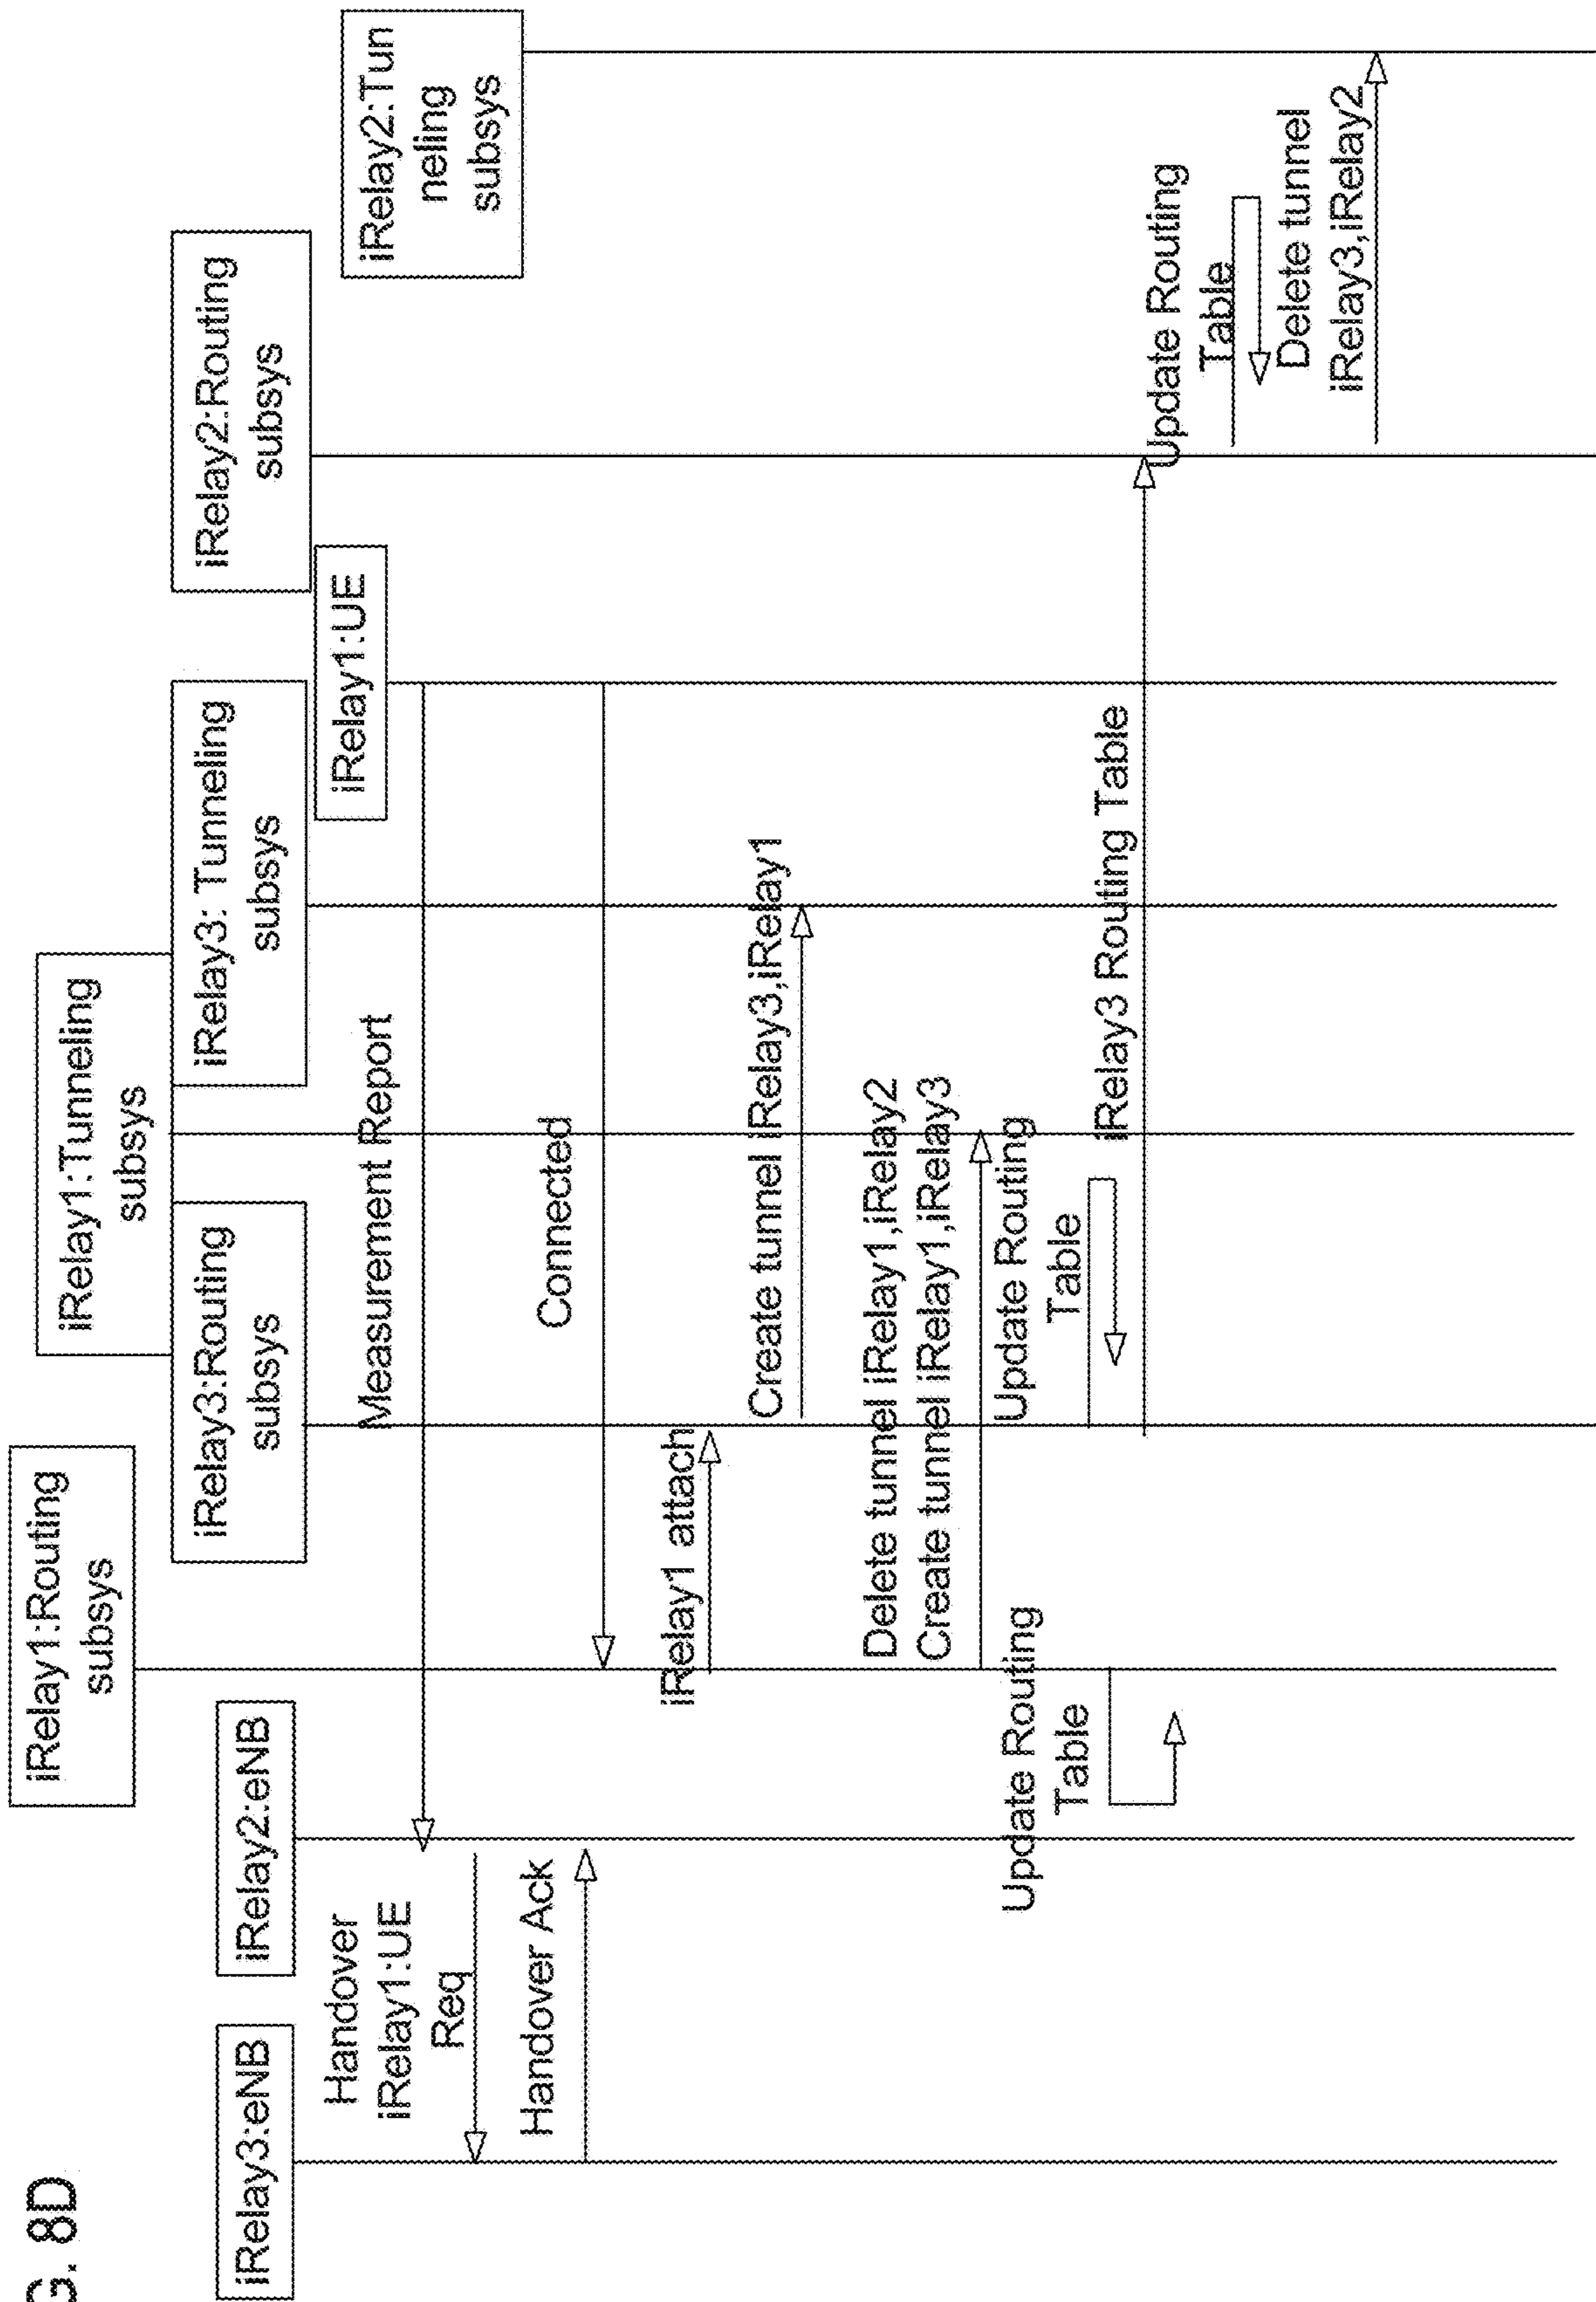 G. 8D
iRelay3:eNB
iRelay2:eNB
iRelay1:Routing
subsys
iRelay3:Routing
subsys
iRelay1:Tunneling
subsys
iRelay3: Tunneling
subsys
iRelay1:UE
iRelay2:Routing
subsys
iRelay2:Tun
neling
subsys
Measurement Report
Handover
iRelay1:UE
Req
Handover Ack
Connected
iRelay1 attach
Create tunnel iRelay3,iRelay1
Delete tunnel iRelay1,iRelay2
Create tunnel iRelay1,iRelay3
Update Routing
Table
Update Routing
Table
iRelay3 Routing Table
Update Routing
Table
Delete tunnel
iRelay3,iRelay2